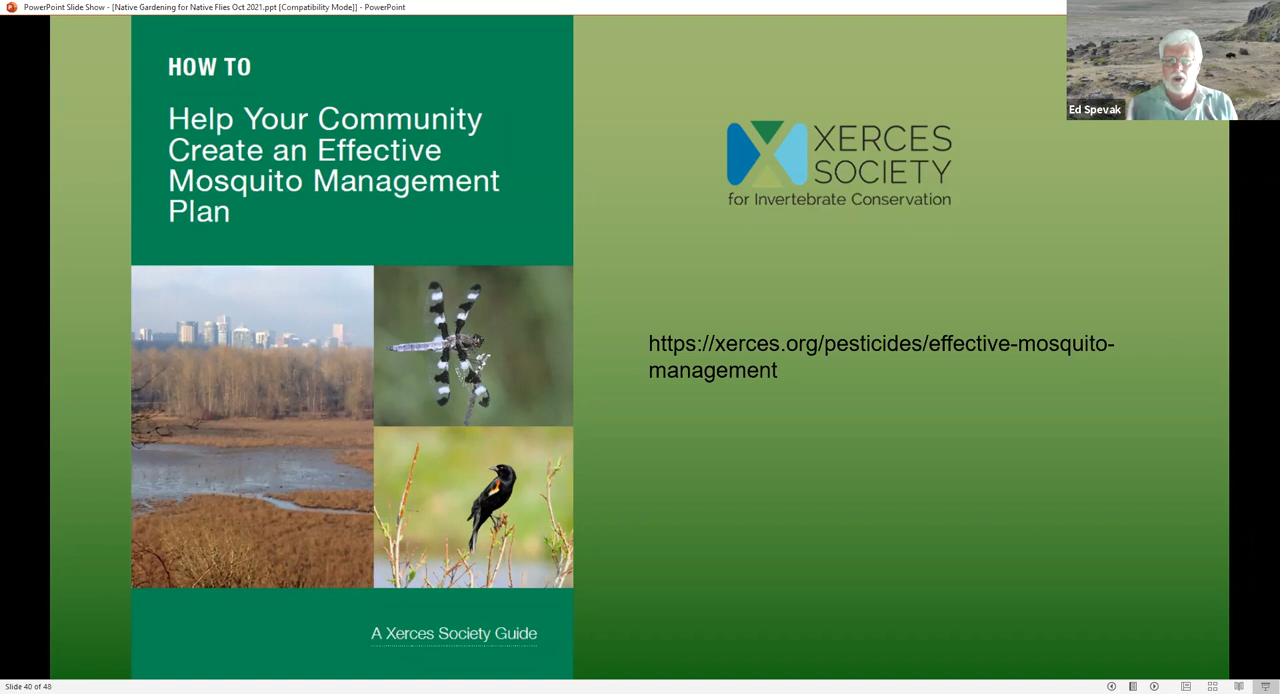 PowerPoint Slide Show - [Native Gardening for Native Flies Oct 2021.ppt [Compatibility Mode]] - PowerPoint
HOW TO
Help Your Community
Create an Effective
Mosquito Management
Plan
A Xerces Society Guide
XERCES
SOCIETY
for Invertebrate Conservation
https://xerces.org/pesticides/effective-mosquito-
management
Ed Spevak
Slide 40 of 48